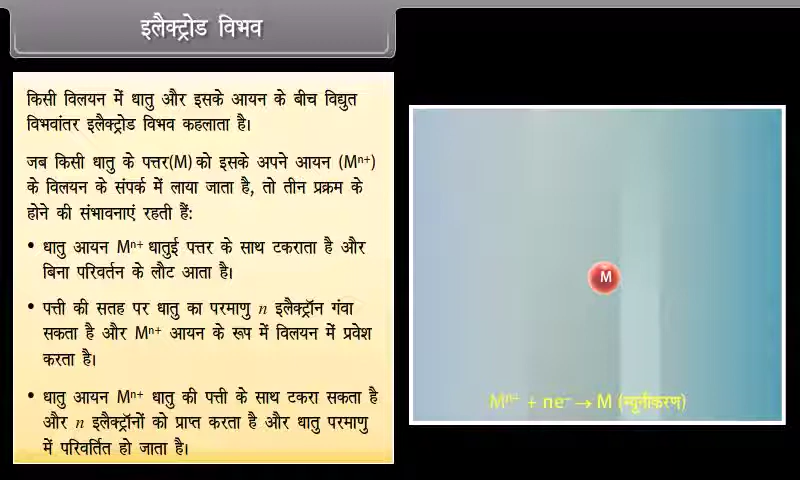 इलैक्ट्रोड विभव
किसी विलयन में धातु और इसके आयन के बीच विद्युत
विभवांतर इलैक्ट्रोड विभव कहलाता है।
जब किसी धातु के पत्तर(M) को इसके अपने आयन (Mⁿ⁺)
के विलयन के संपर्क में लाया जाता है, तो तीन प्रक्रम के
होने की संभावनाएं रहती हैं:
• धातु आयन Mⁿ⁺ धातुई पत्तर के साथ टकराता है और
बिना परिवर्तन के लौट आता है।
• पत्ती की सतह पर धातु का परमाणु n इलैक्ट्रॉन गंवा
सकता है और Mⁿ⁺ आयन के रूप में विलयन में प्रवेश
करता है।
• धातु आयन Mⁿ⁺ धातु की पत्ती के साथ टकरा सकता है
और n इलैक्ट्रॉनों को प्राप्त करता है और धातु परमाणु
में परिवर्तित हो जाता है।
M
Mⁿ⁺ + ne⁻ → M (न्यूनीकरण)